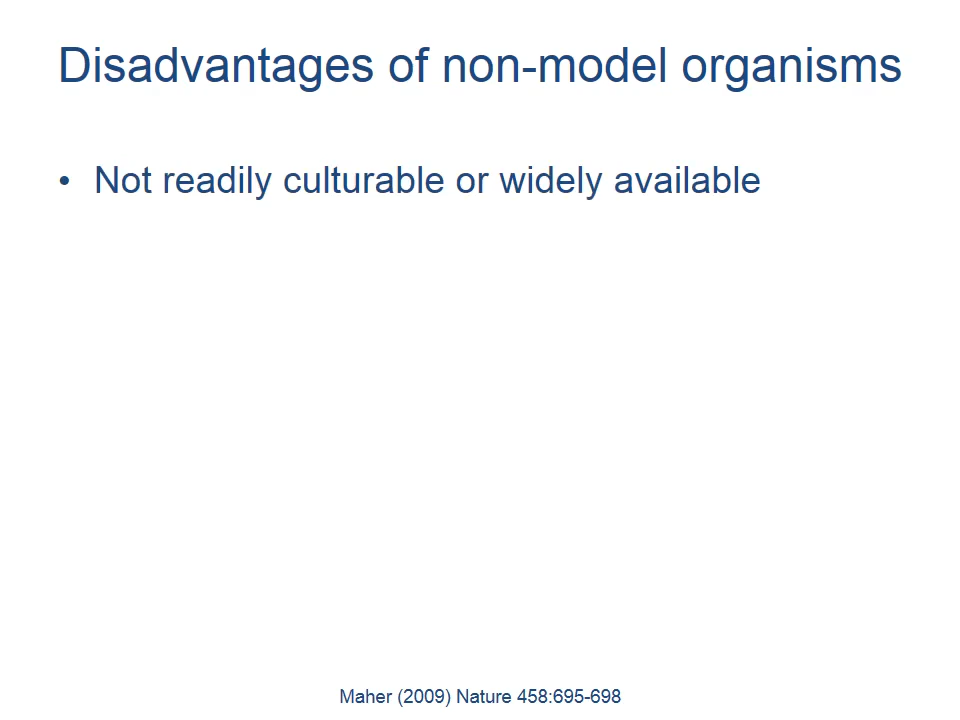 Disadvantages of non-model organisms
• Not readily culturable or widely available
Maher (2009) Nature 458:695-698